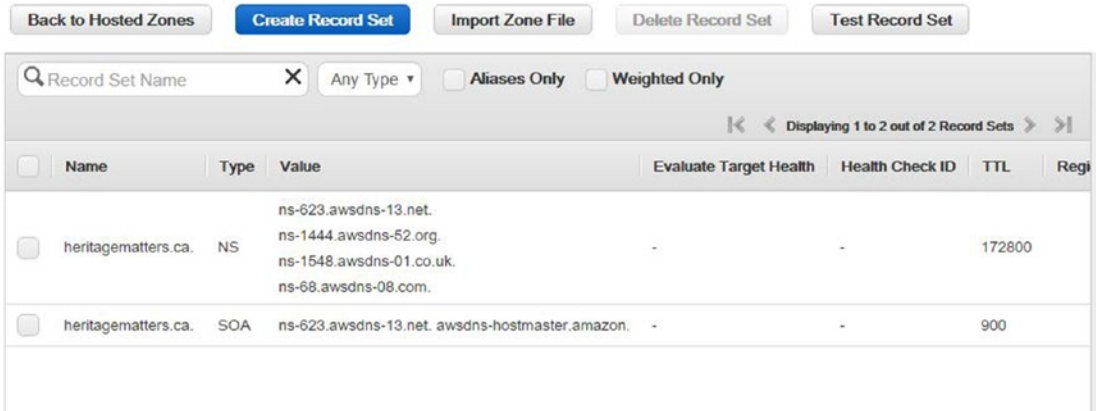 Back to Hosted Zones Create Record Set Import Zone File Delete Record Set Test Record Set
Record Set Name Any Type Aliases Only Weighted Only
Displaying 1 to 2 out of 2 Record Sets
Name Type Value Evaluate Target Health Health Check ID TTL Regi
ns-623.awsdns-13.net.
ns-1444.awsdns-52.org.
heritagematters.ca. NS - - 172800
ns-1548.awsdns-01.co.uk.
ns-68.awsdns-08.com.
heritagematters.ca. SOA ns-623.awsdns-13.net. awsdns-hostmaster.amazon. - - 900